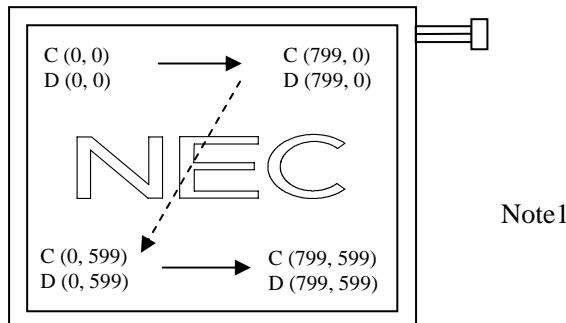 C (0, 0)
D (0, 0)
C (799, 0)
D (799, 0)
NEC
Note1
C (0, 599)
D (0, 599)
C (799, 599)
D (799, 599)